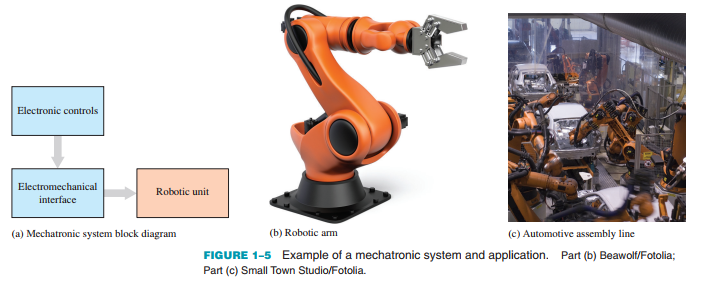 Electronic controls
Electromechanical
interface
Robotic unit
(a) Mechatronic system block diagram
(b) Robotic arm
(c) Automotive assembly line
FIGURE 1–5 Example of a mechatronic system and application. Part (b) Beawolf/Fotolia;
Part (c) Small Town Studio/Fotolia.